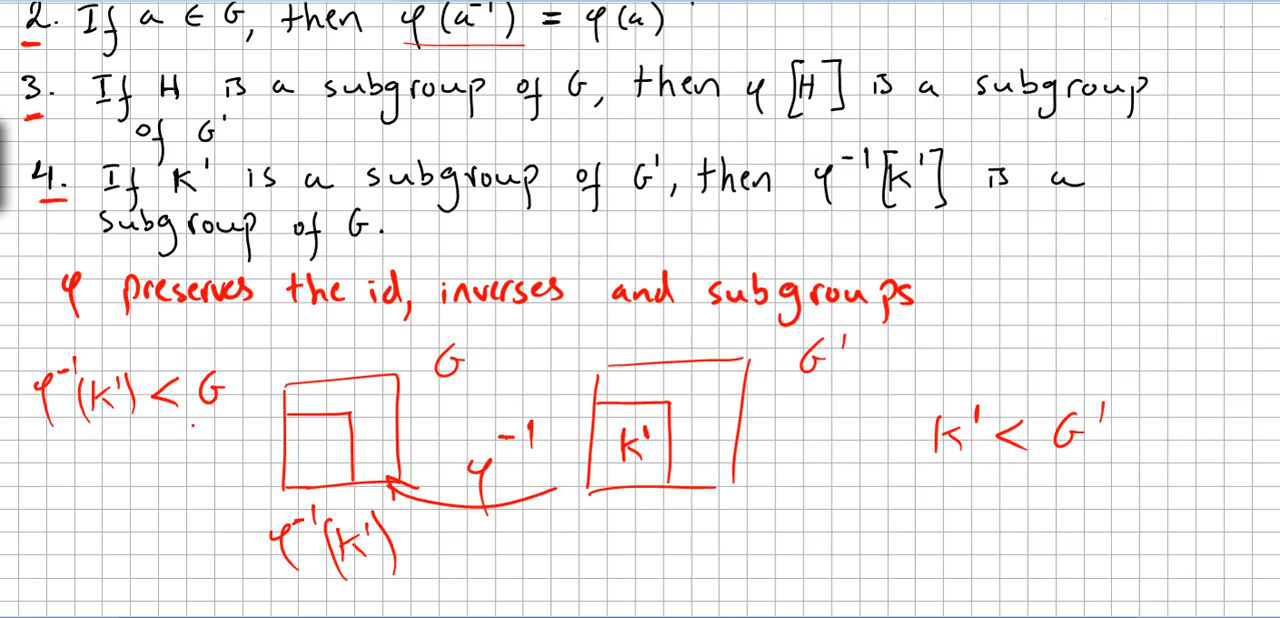 2. If a ∈ G, then φ(a⁻¹) = φ(a)
3. If H is a subgroup of G, then φ[H] is a subgroup
of G'
4. If K' is a subgroup of G', then φ⁻¹[K'] is a
subgroup of G.
φ preserves the id, inverses and subgroups
G
G'
φ⁻¹(K') < G
φ⁻¹
K'
K' < G'
φ⁻¹(K')